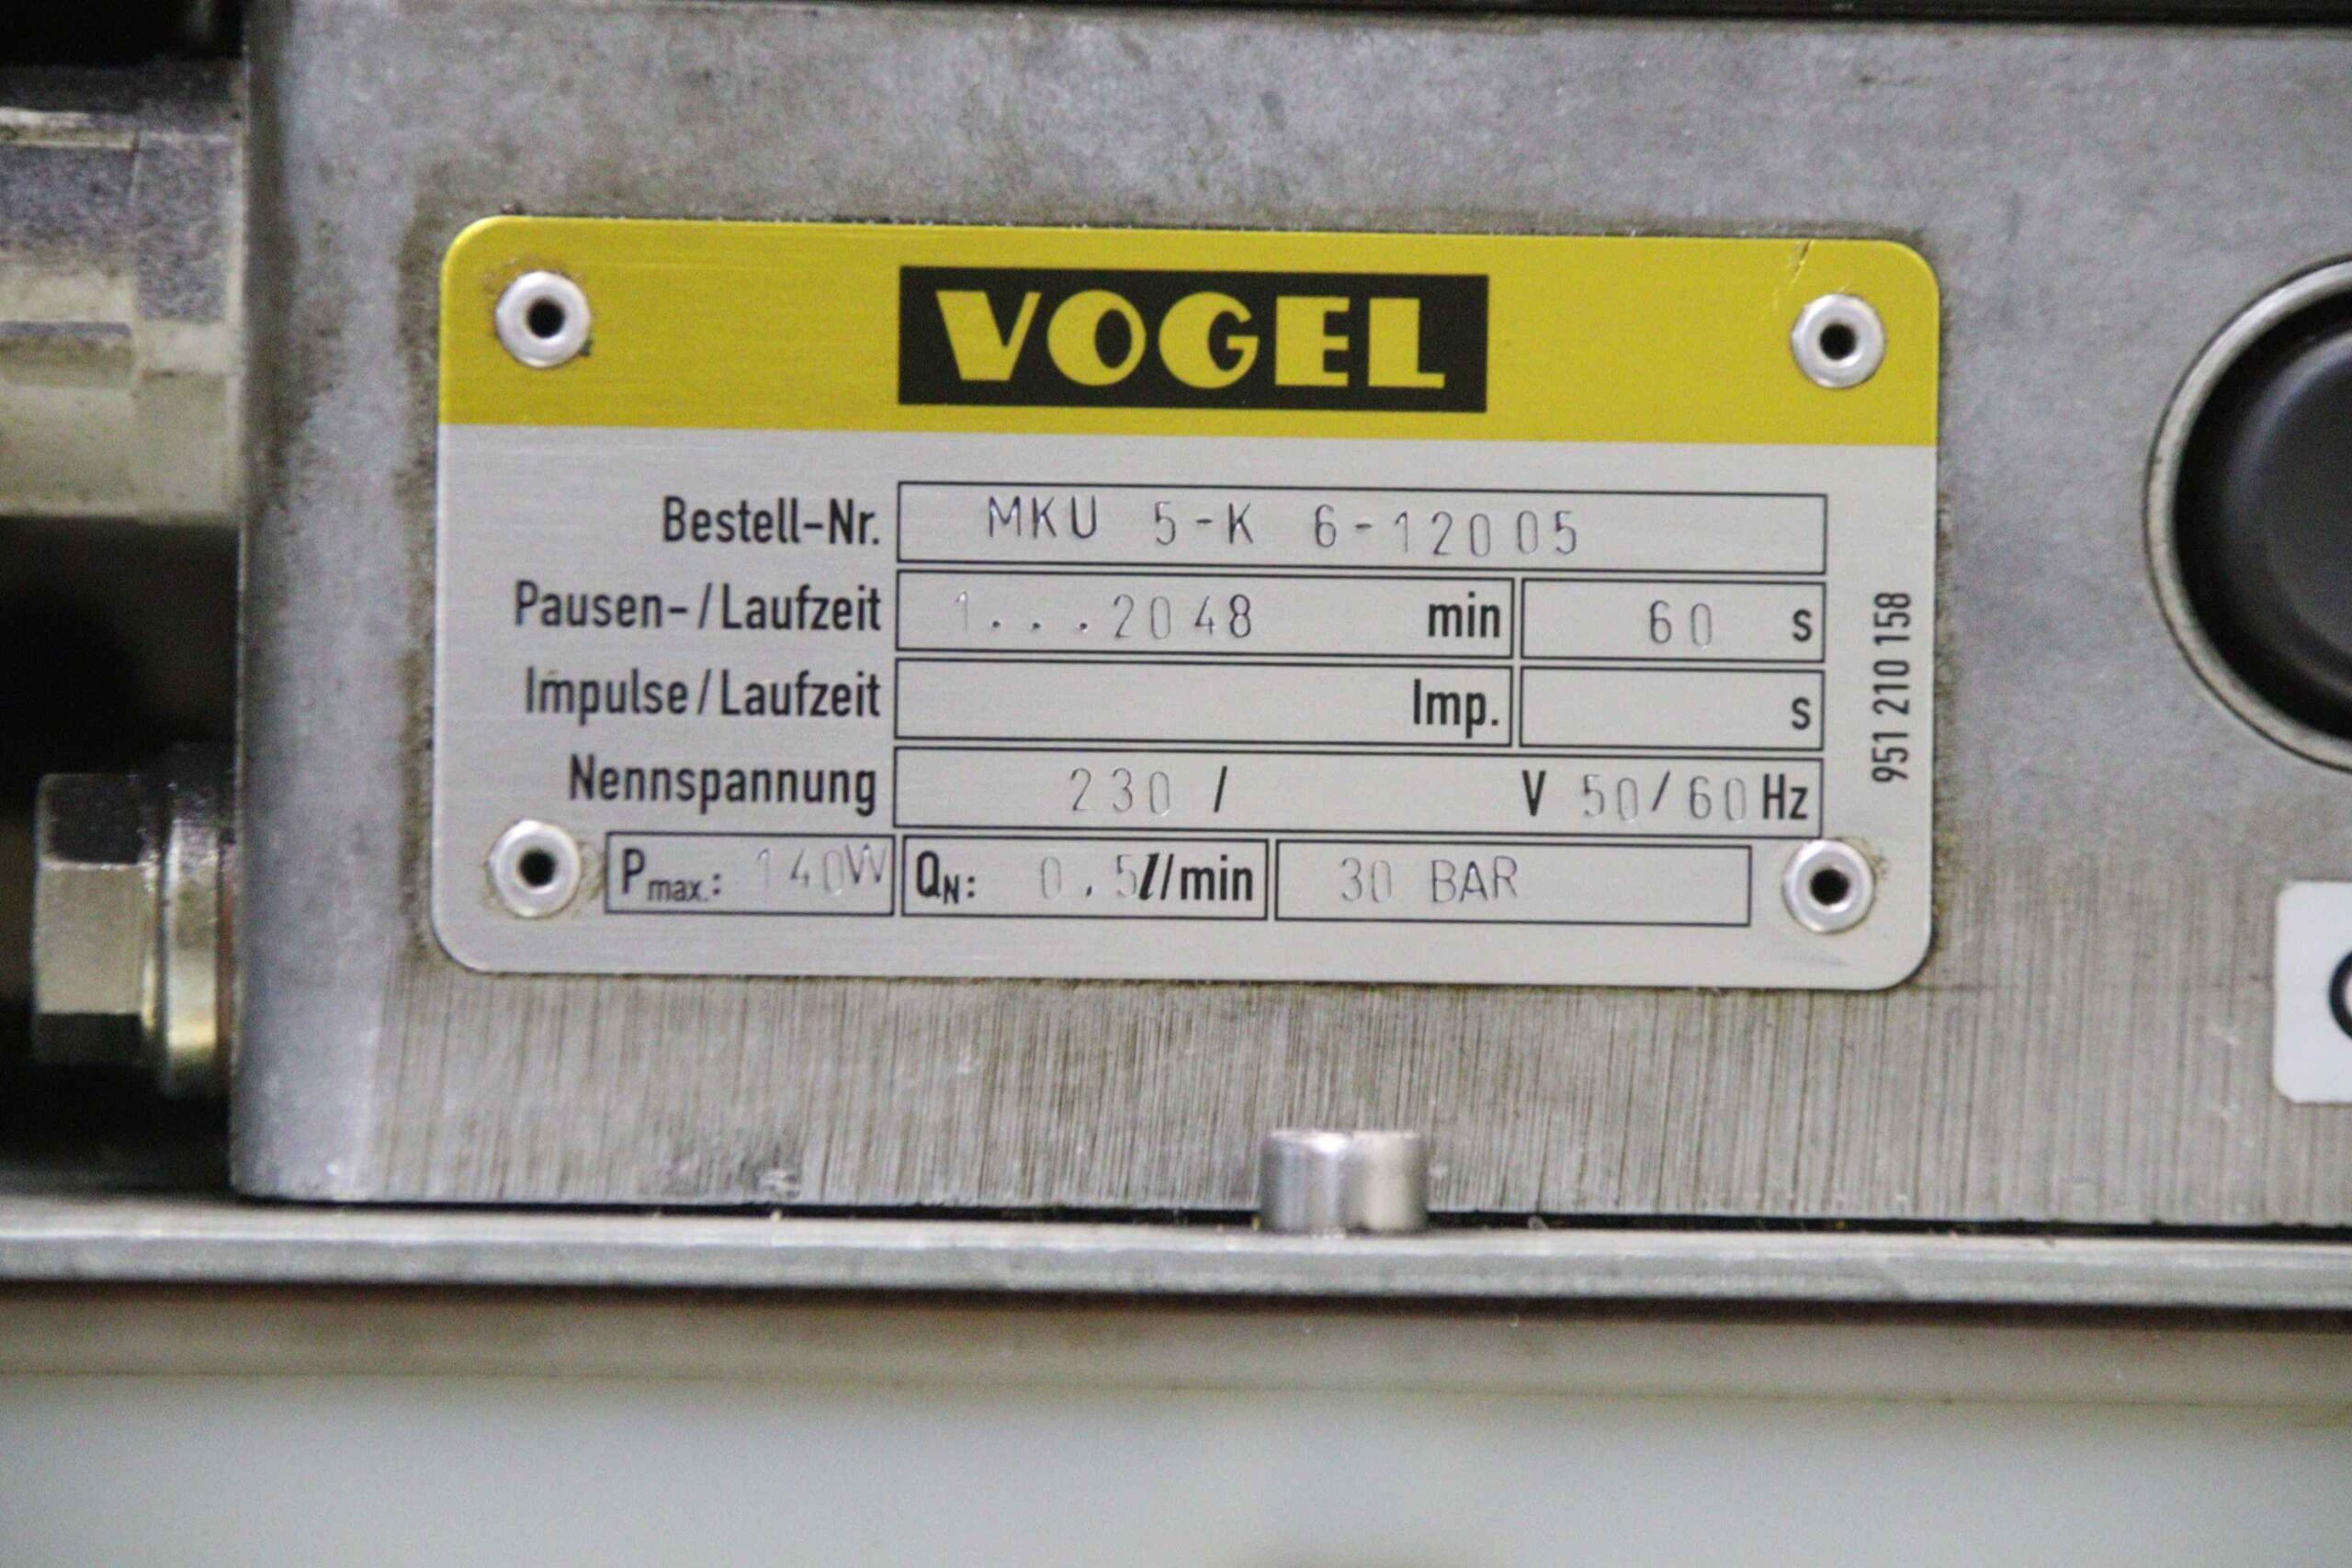 VOGEL
Bestell-Nr. MKU 5-K 6-12005
Pausen-/Laufzeit 1...2048 min 60 s
Impulse/Laufzeit Imp. s
Nennspannung 230 / V 50/60 Hz
Pmax.: 140W QN: 0.5 l/min 30 BAR
951 210 158